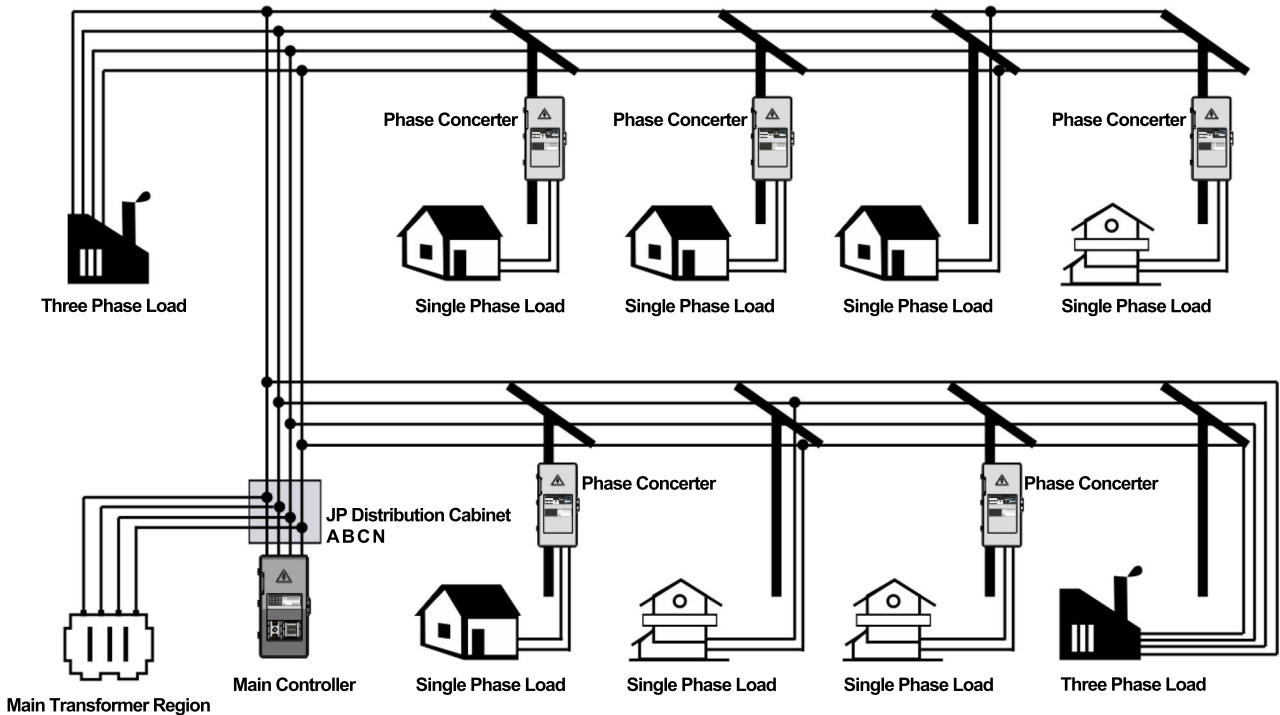 Phase Concerter
Phase Concerter
Phase Concerter
Three Phase Load
Single Phase Load
Single Phase Load
Single Phase Load
Single Phase Load
Phase Concerter
Phase Concerter
JP Distribution Cabinet
ABCN
Main Controller
Single Phase Load
Single Phase Load
Single Phase Load
Three Phase Load
Main Transformer Region